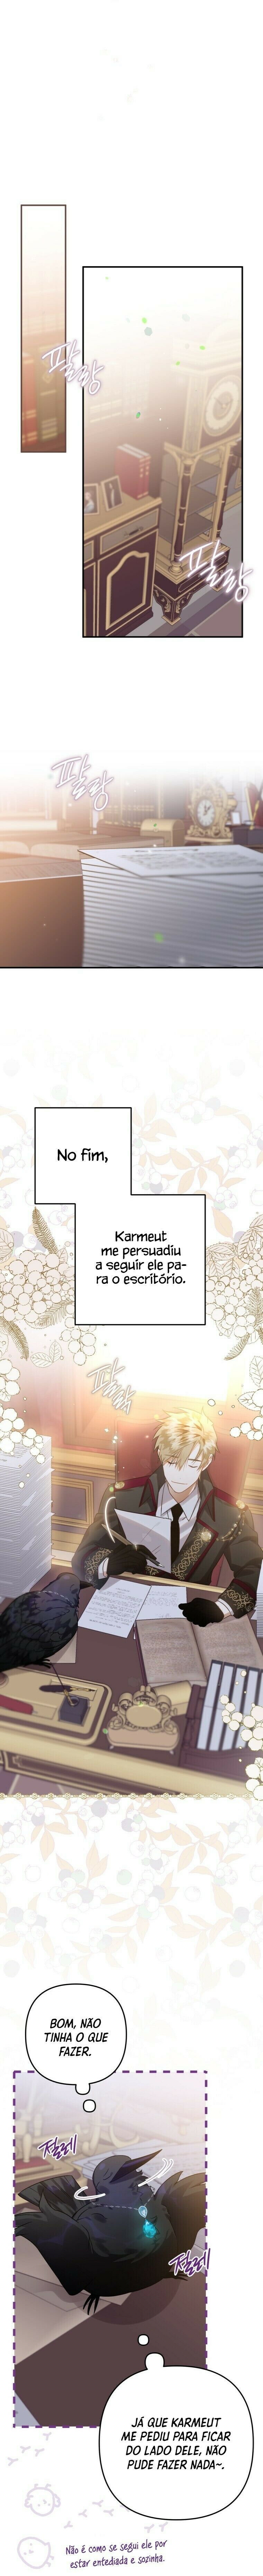 팔랑
팔랑
팔랑
No fim,
Karmeut
me persuadiu
a seguir ele pa-
ra o escritório.
BOM, NÃO
TINHA O QUE
FAZER.
절레
절레
JÁ QUE KARMEUT
ME PEDIU PARA FICAR
DO LADO DELE, NÃO
PUDE FAZER NADA~.
Não é como se segui ele por
estar entediada e sozinha.